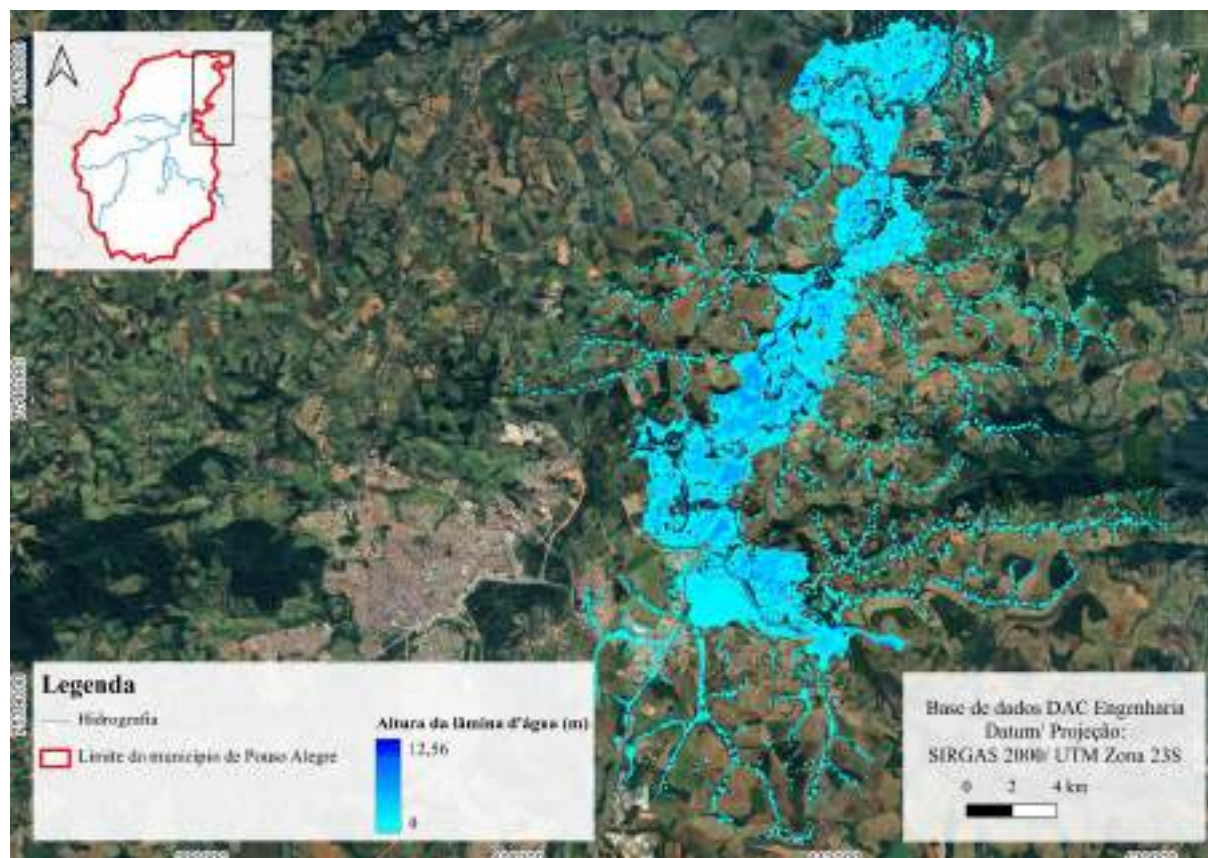 Legenda
Hidrografia
Limite do município de Pouso Alegre
Altura da lâmina d'água (m)
12,56
0
Base de dados DAC Engenharia
Datum/ Projeção:
SIRGAS 2000/ UTM Zona 23S
0 2 4 km